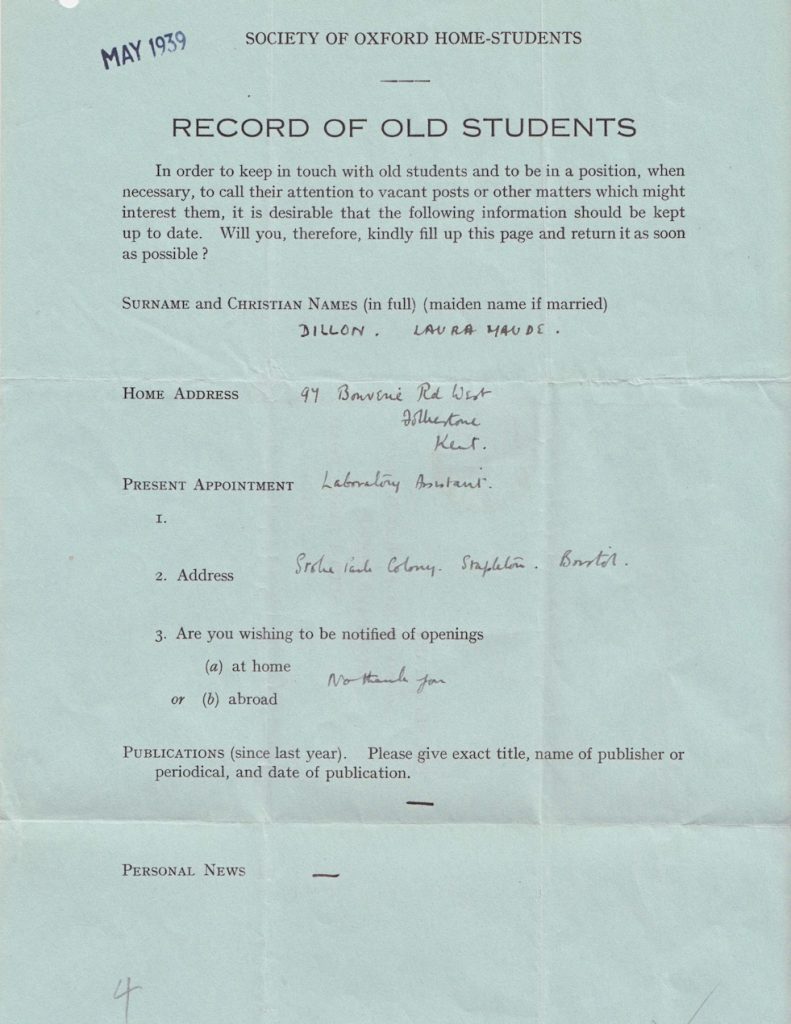 MAY 1939
SOCIETY OF OXFORD HOME-STUDENTS
RECORD OF OLD STUDENTS
In order to keep in touch with old students and to be in a position, when
necessary, to call their attention to vacant posts or other matters which might
interest them, it is desirable that the following information should be kept
up to date. Will you, therefore, kindly fill up this page and return it as soon
as possible ?
SURNAME and CHRISTIAN NAMES (in full) (maiden name if married)
DILLON. LAURA MAUDE.
HOME ADDRESS 97 Bouverie Rd West
Folkestone
Kent.
PRESENT APPOINTMENT Laboratory Assistant.
1.
2. Address Stoke Park Colony. Stapleton. Bristol.
3. Are you wishing to be notified of openings
(a) at home
No thank you
or (b) abroad
PUBLICATIONS (since last year). Please give exact title, name of publisher or
periodical, and date of publication.
—
PERSONAL NEWS —
4